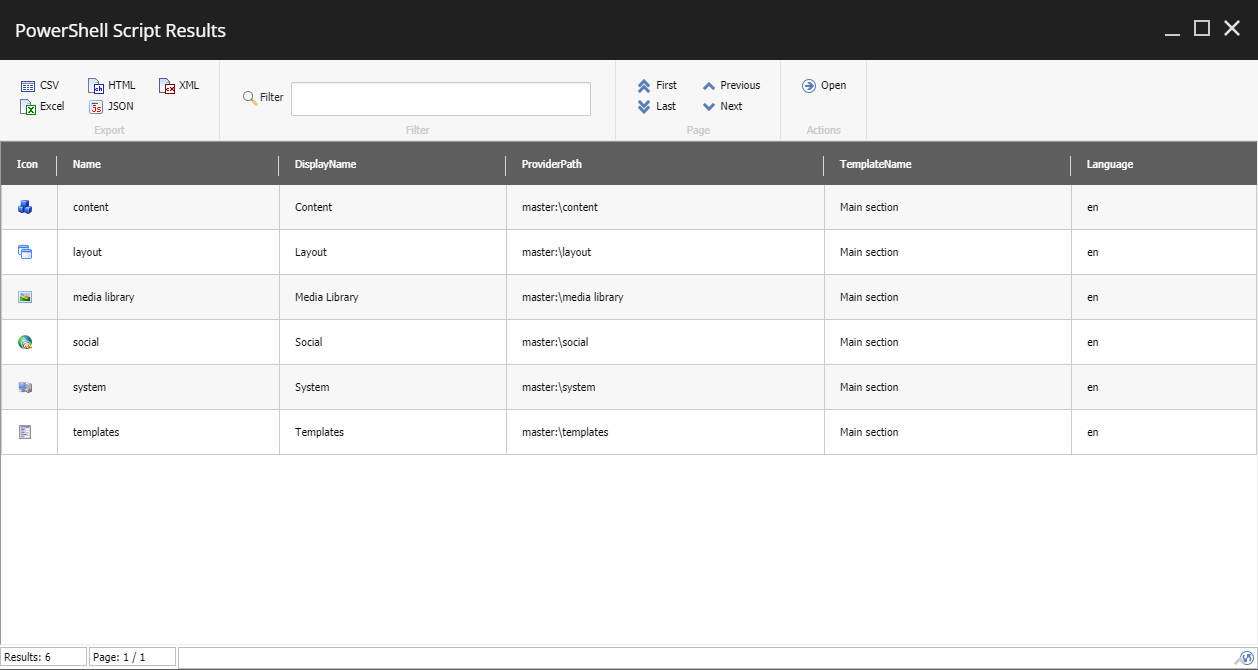 PowerShell Script Results
CSV HTML XML
Excel JSON
Export
Filter
Filter
First Previous
Last Next
Page
Open
Actions
Icon Name DisplayName ProviderPath TemplateName Language
content Content master:\content Main section en
layout Layout master:\layout Main section en
media library Media Library master:\media library Main section en
social Social master:\social Main section en
system System master:\system Main section en
templates Templates master:\templates Main section en
Results: 6 Page: 1 / 1